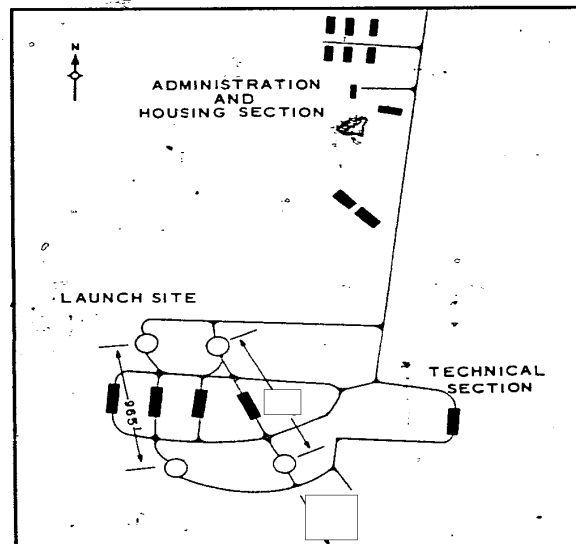 N
ADMINISTRATION
AND
HOUSING SECTION
LAUNCH SITE
TECHNICAL
SECTION
965'